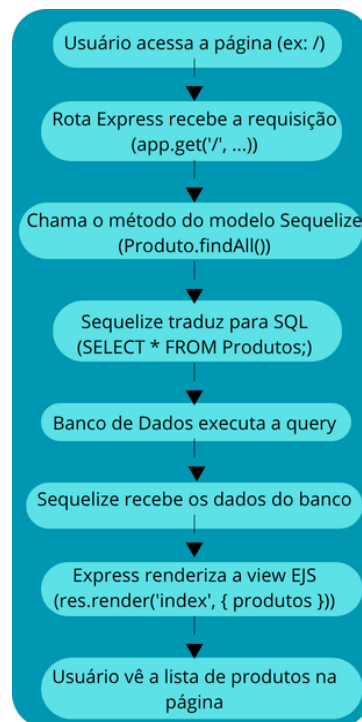 Usuário acessa a página (ex: /)
Rota Express recebe a requisição
(app.get('/', ...))
Chama o método do modelo Sequelize
(Produto.findAll())
Sequelize traduz para SQL
(SELECT * FROM Produtos;)
Banco de Dados executa a query
Sequelize recebe os dados do banco
Express renderiza a view EJS
(res.render('index', { produtos }))
Usuário vê a lista de produtos na
página